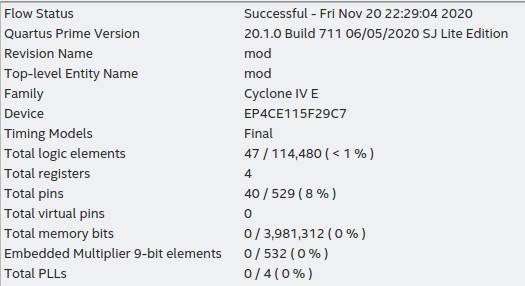 Flow Status Successful - Fri Nov 20 22:29:04 2020
Quartus Prime Version 20.1.0 Build 711 06/05/2020 SJ Lite Edition
Revision Name mod
Top-level Entity Name mod
Family Cyclone IV E
Device EP4CE115F29C7
Timing Models Final
Total logic elements 47 / 114,480 ( < 1 % )
Total registers 4
Total pins 40 / 529 ( 8 % )
Total virtual pins 0
Total memory bits 0 / 3,981,312 ( 0 % )
Embedded Multiplier 9-bit elements 0 / 532 ( 0 % )
Total PLLs 0 / 4 ( 0 % )